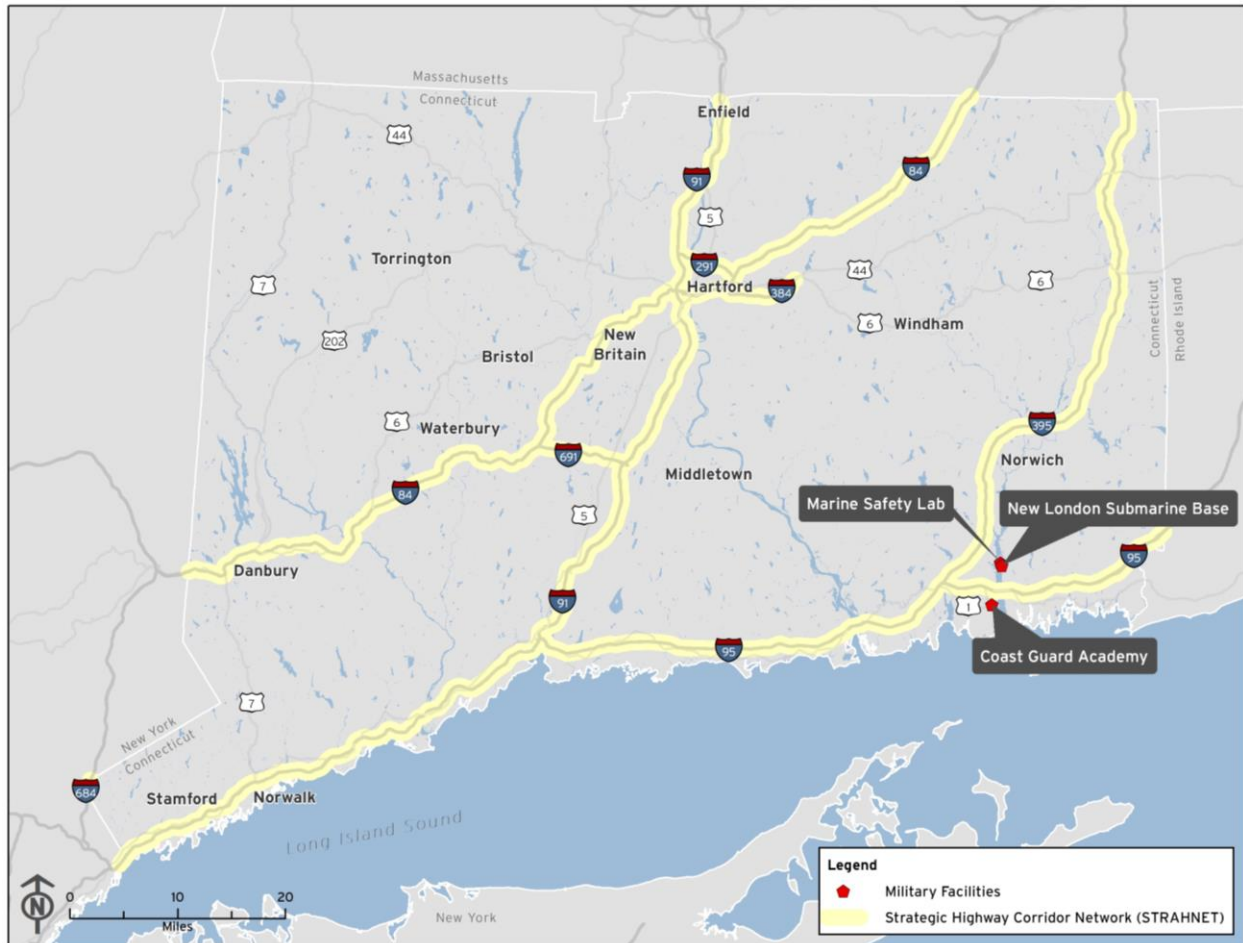 Massachusetts
Connecticut
Enfield
44
91
84
5
Torrington
291
44
7
Hartford
384
6
Connecticut
Rhode Island
202
New
Britain
6
Windham
Bristol
6
Waterbury
395
691
Norwich
Middletown
84
Marine Safety Lab
New London Submarine Base
5
95
Danbury
91
1
95
Coast Guard Academy
7
New York
Connecticut
684
Stamford
Norwalk
Long Island Sound
N
0 10 20
Miles
New York
Legend
Military Facilities
Strategic Highway Corridor Network (STRAHNET)